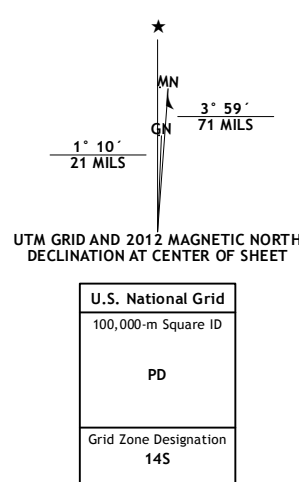 ★
MN
3° 59´
71 MILS
GN
1° 10´
21 MILS
UTM GRID AND 2012 MAGNETIC NORTH
DECLINATION AT CENTER OF SHEET
U.S. National Grid
100,000-m Square ID
PD
Grid Zone Designation
14S